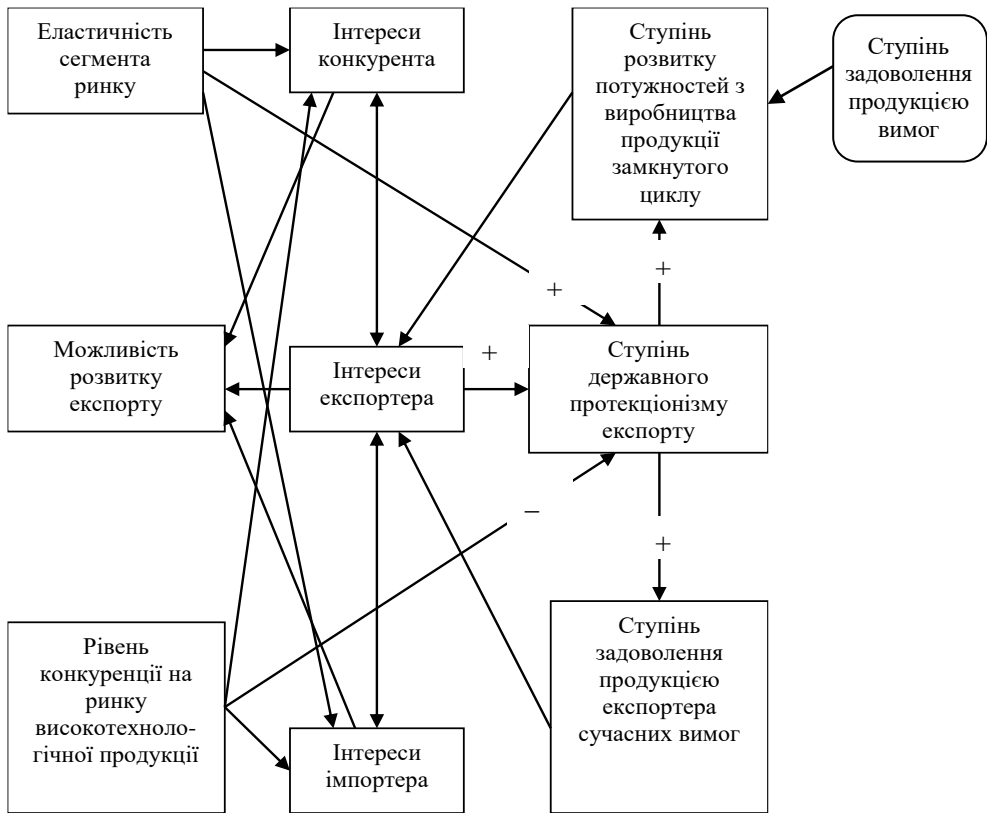 Еластичність
сегмента
ринку
Інтереси
конкурента
Ступінь
розвитку
потужностей з
виробництва
продукції
замкнутого
циклу
Ступінь
задоволення
продукцією
вимог
+
+
Можливість
розвитку
експорту
Інтереси
експортера
+
Ступінь
державного
протекціонізму
експорту
–
+
Рівень
конкуренції на
ринку
високотехноло-
гічної продукції
Інтереси
імпортера
Ступінь
задоволення
продукцією
експортера
сучасних вимог